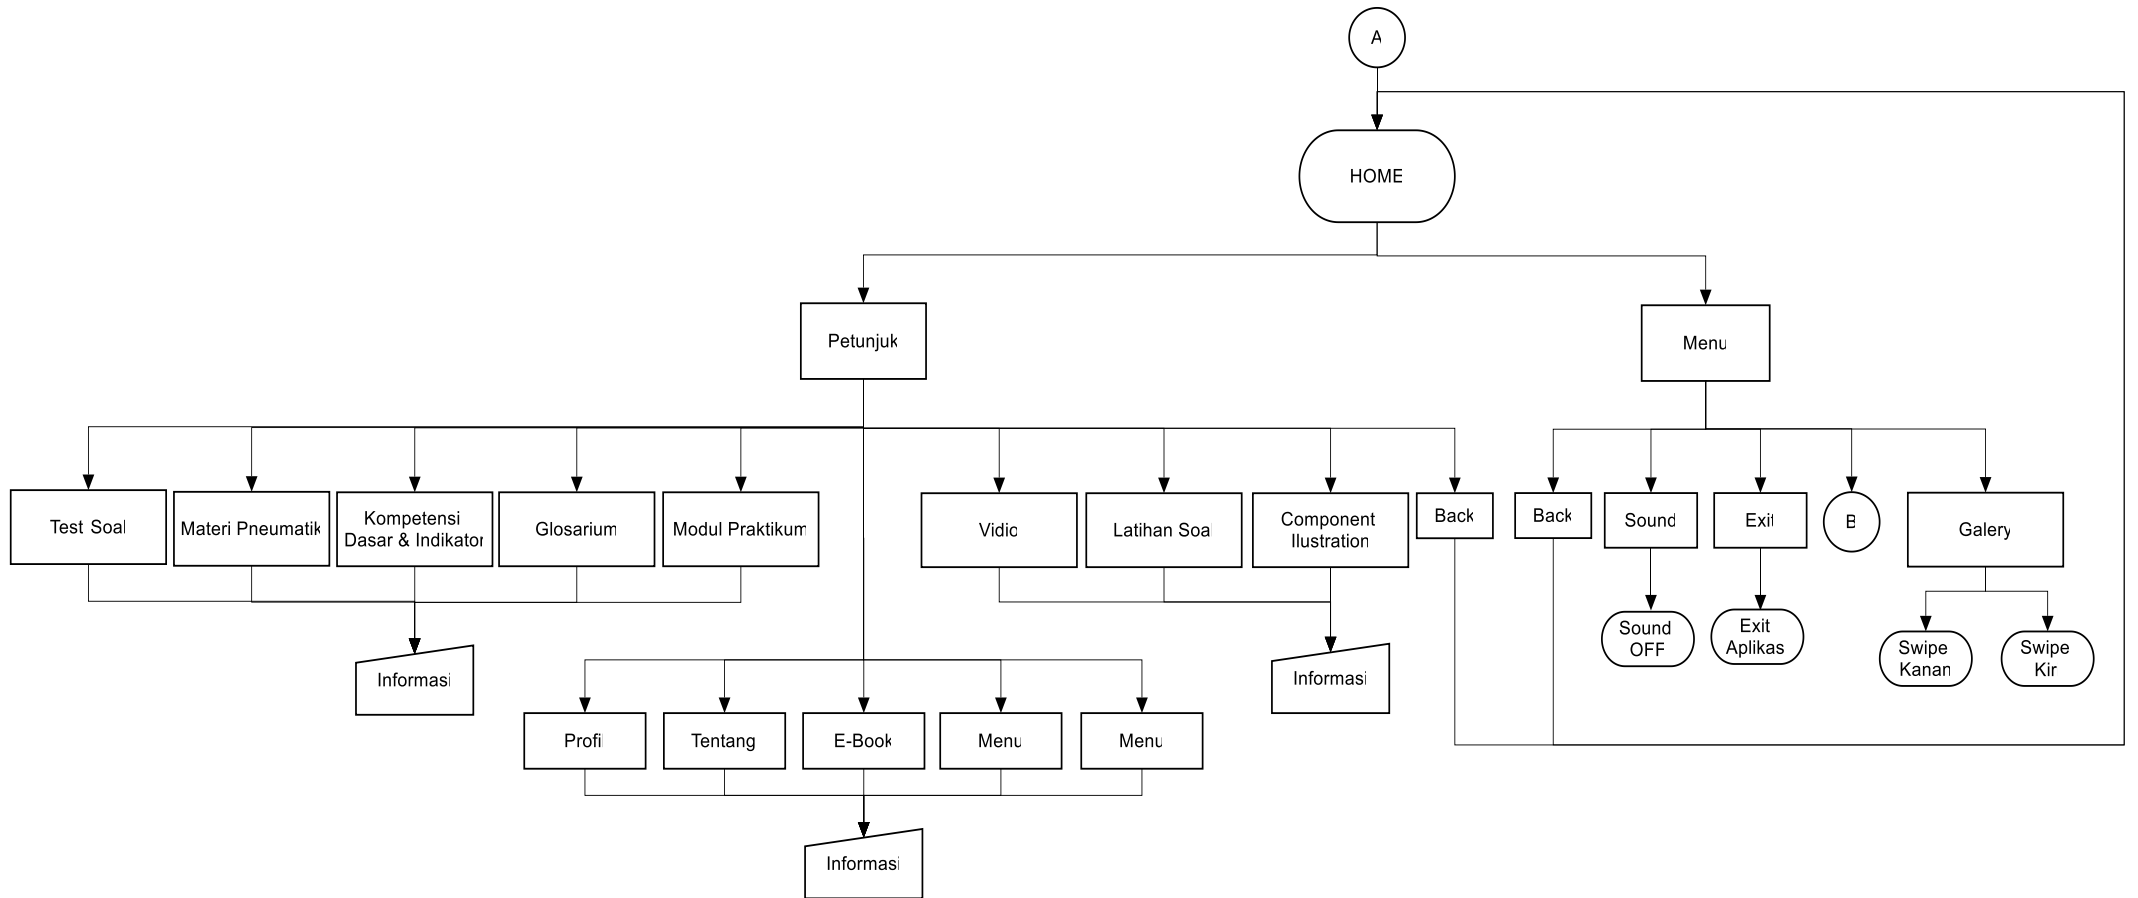 A
HOME
Petunjuk
Menu
Test Soal
Materi Pneumatik
Kompetensi
Dasar & Indikator
Glosarium
Modul Praktikum
Vidio
Latihan Soal
Component
Ilustration
Back
Back
Sound
Exit
B
Galery
Sound
OFF
Exit
Aplikas
Swipe
Kanan
Swipe
Kir
Informasi
Informasi
Profil
Tentang
E-Book
Menu
Menu
Informasi